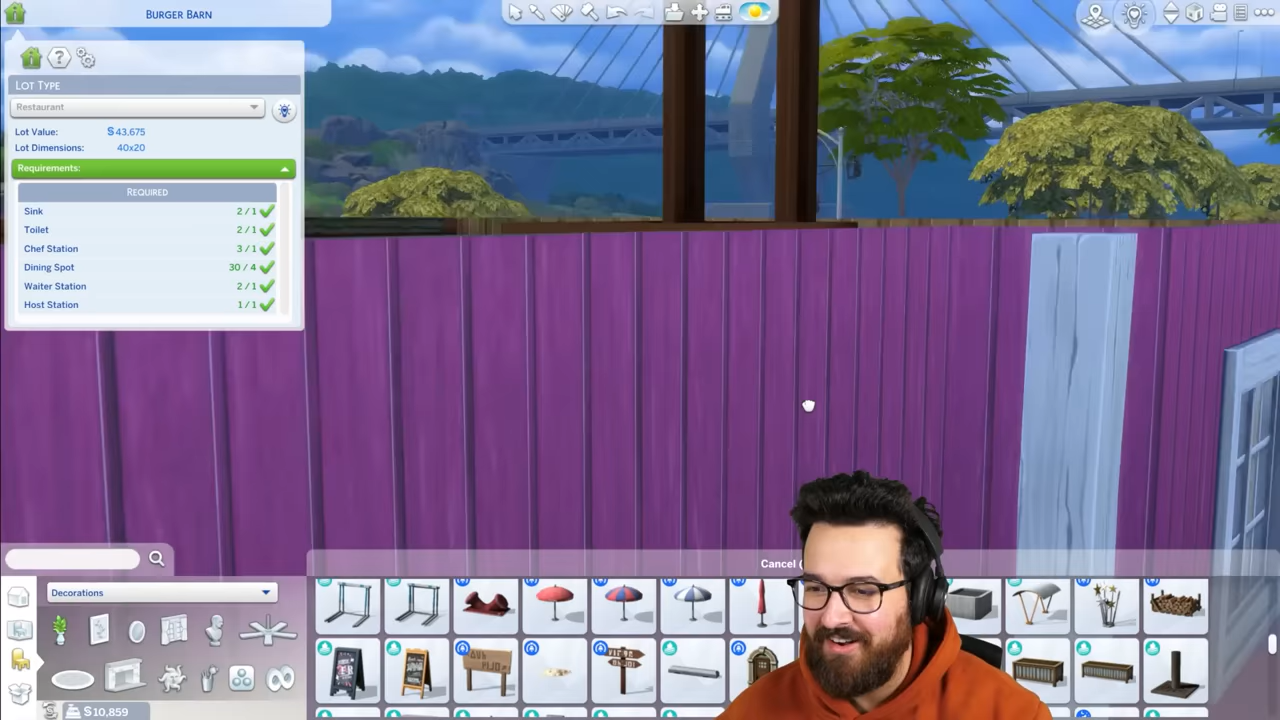 BURGER BARN
LOT TYPE
Restaurant
Lot Value: §43,675
Lot Dimensions: 40x20
Requirements:
REQUIRED
Sink 2 / 1
Toilet 2 / 1
Chef Station 3 / 1
Dining Spot 30 / 4
Waiter Station 2 / 1
Host Station 1 / 1
Cancel (
Decorations
§10,859